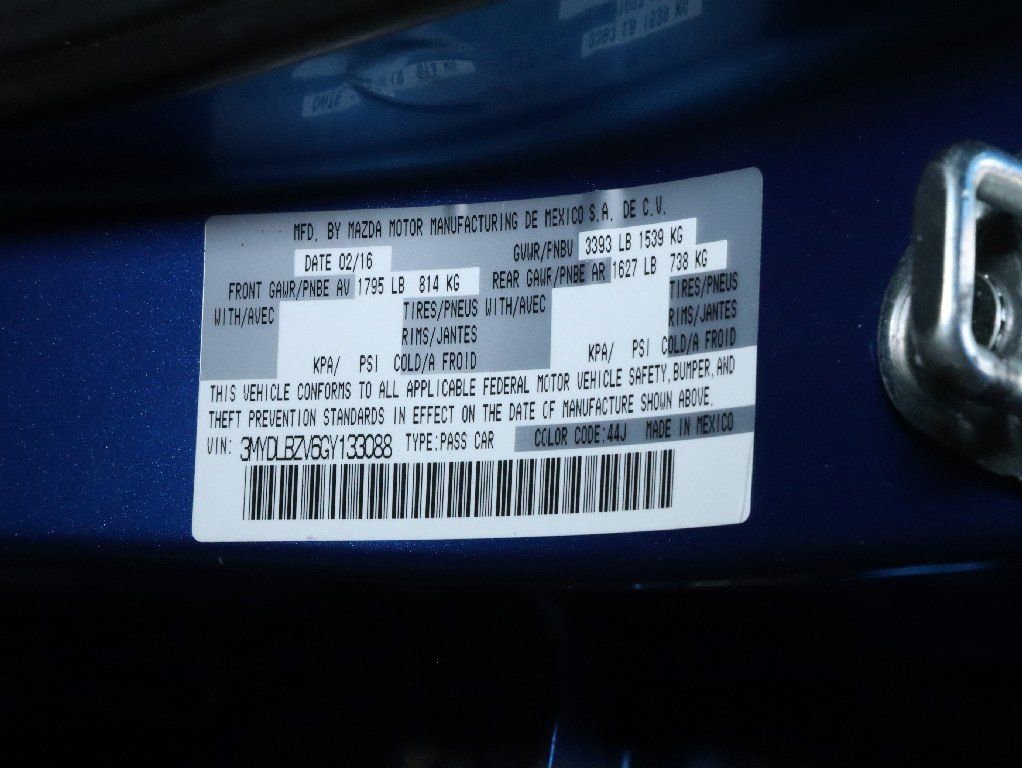 MFD. BY MAZDA MOTOR MANUFACTURING DE MEXICO S.A. DE C.V.
DATE 02/16 GVWR/PNBV 3393 LB 1539 KG
FRONT GAWR/PNBE AV 1795 LB 814 KG REAR GAWR/PNBE AR 1627 LB 738 KG
WITH/AVEC TIRES/PNEUS WITH/AVEC TIRES/PNEUS
RIMS/JANTES RIMS/JANTES
KPA/ PSI COLD/A FROID KPA/ PSI COLD/A FROID
THIS VEHICLE CONFORMS TO ALL APPLICABLE FEDERAL MOTOR VEHICLE SAFETY, BUMPER, AND
THEFT PREVENTION STANDARDS IN EFFECT ON THE DATE OF MANUFACTURE SHOWN ABOVE.
VIN: 3MYDLBZV6GY133088 TYPE:PASS CAR COLOR CODE:44J MADE IN MEXICO